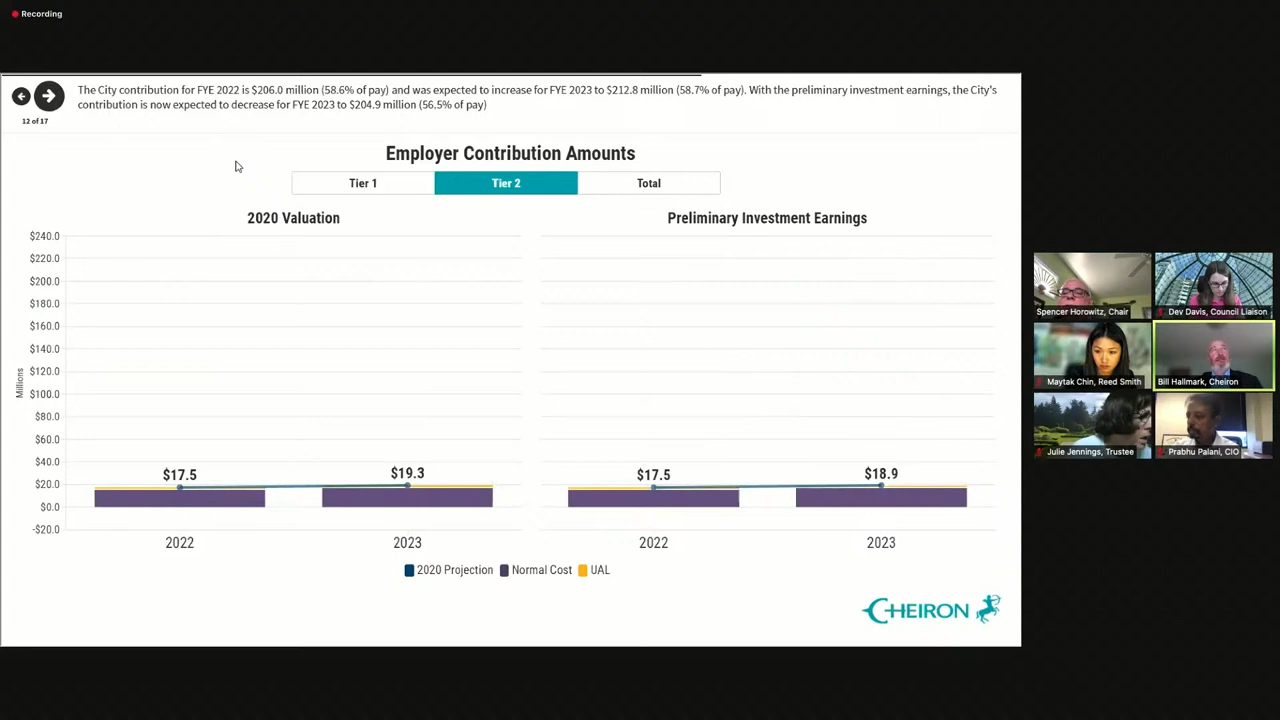 Recording
The City contribution for FYE 2022 is $206.0 million (58.6% of pay) and was expected to increase for FYE 2023 to $212.8 million (58.7% of pay). With the preliminary investment earnings, the City's
contribution is now expected to decrease for FYE 2023 to $204.9 million (56.5% of pay)
12 of 17
Employer Contribution Amounts
Tier 1 Tier 2 Total
2020 Valuation
Preliminary Investment Earnings
Millions
$240.0
$220.0
$200.0
$180.0
$160.0
$140.0
$120.0
$100.0
$80.0
$60.0
$40.0
$20.0
$0.0
-$20.0
$17.5 $19.3 $17.5 $18.9
2022 2023 2022 2023
2020 Projection Normal Cost UAL
CHEIRON
Spencer Horowitz, Chair
Dev Davis, Council Liaison
Maytak Chin, Reed Smith
Bill Hallmark, Cheiron
Julie Jennings, Trustee
Prabhu Palani, CIO